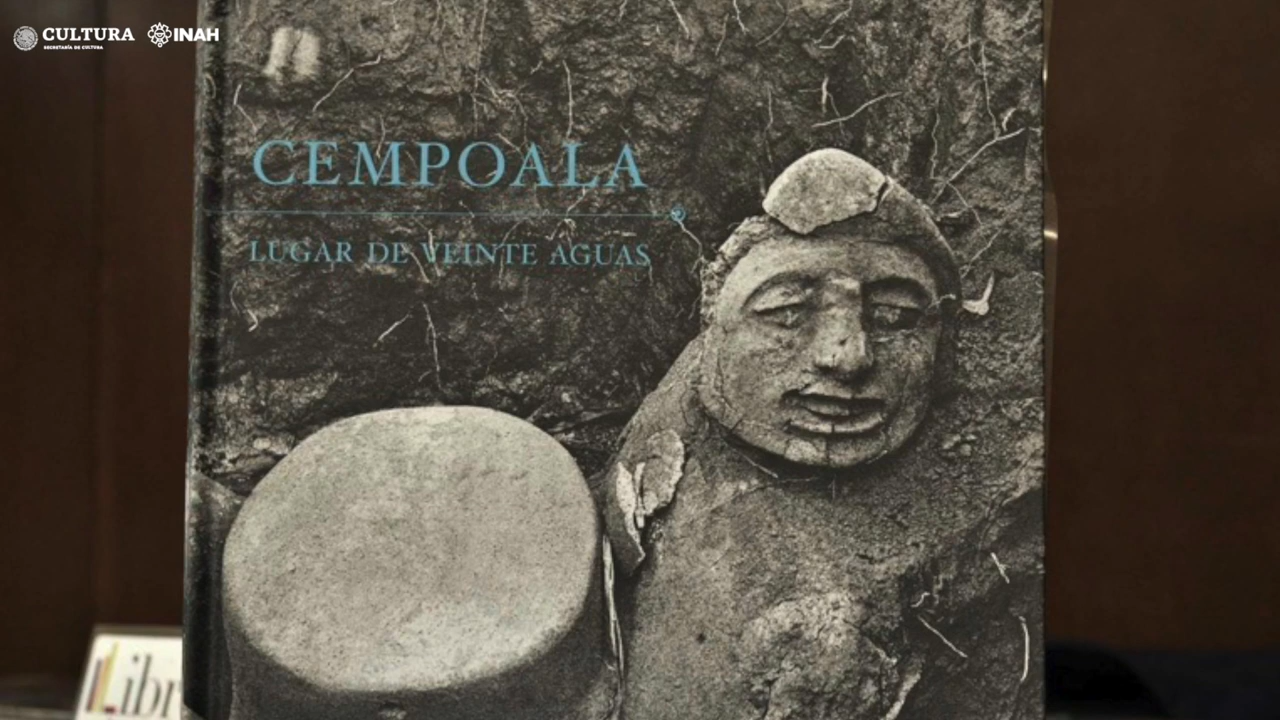 CULTURA
SECRETARÍA DE CULTURA
INAH
CEMPOALA
LUGAR DE VEINTE AGUAS
Libr